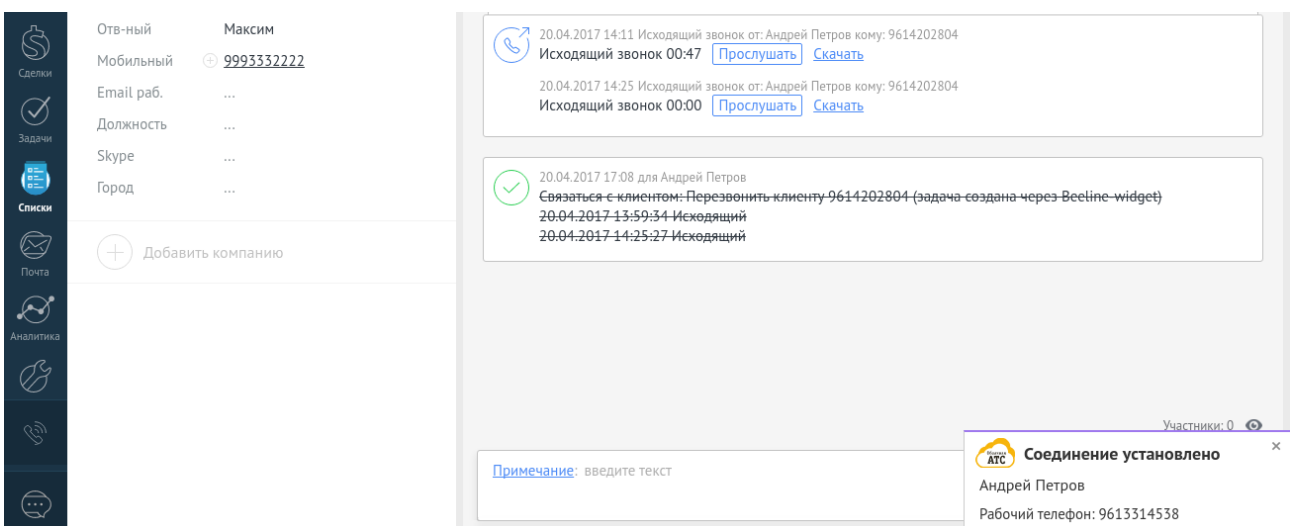 Сделки
Задачи
Списки
Почта
Аналитика
Отв-ный Максим
Мобильный 9993332222
Email раб. ...
Должность ...
Skype ...
Город ...
Добавить компанию
20.04.2017 14:11 Исходящий звонок от: Андрей Петров кому: 9614202804
Исходящий звонок 00:47 Прослушать Скачать
20.04.2017 14:25 Исходящий звонок от: Андрей Петров кому: 9614202804
Исходящий звонок 00:00 Прослушать Скачать
20.04.2017 17:08 для Андрей Петров
Связаться с клиентом: Перезвонить клиенту 9614202804 (задача создана через Beeline-widget)
20.04.2017 13:59:34 Исходящий
20.04.2017 14:25:27 Исходящий
Участники: 0
Примечание: введите текст
АТС
Соединение установлено
Андрей Петров
Рабочий телефон: 9613314538